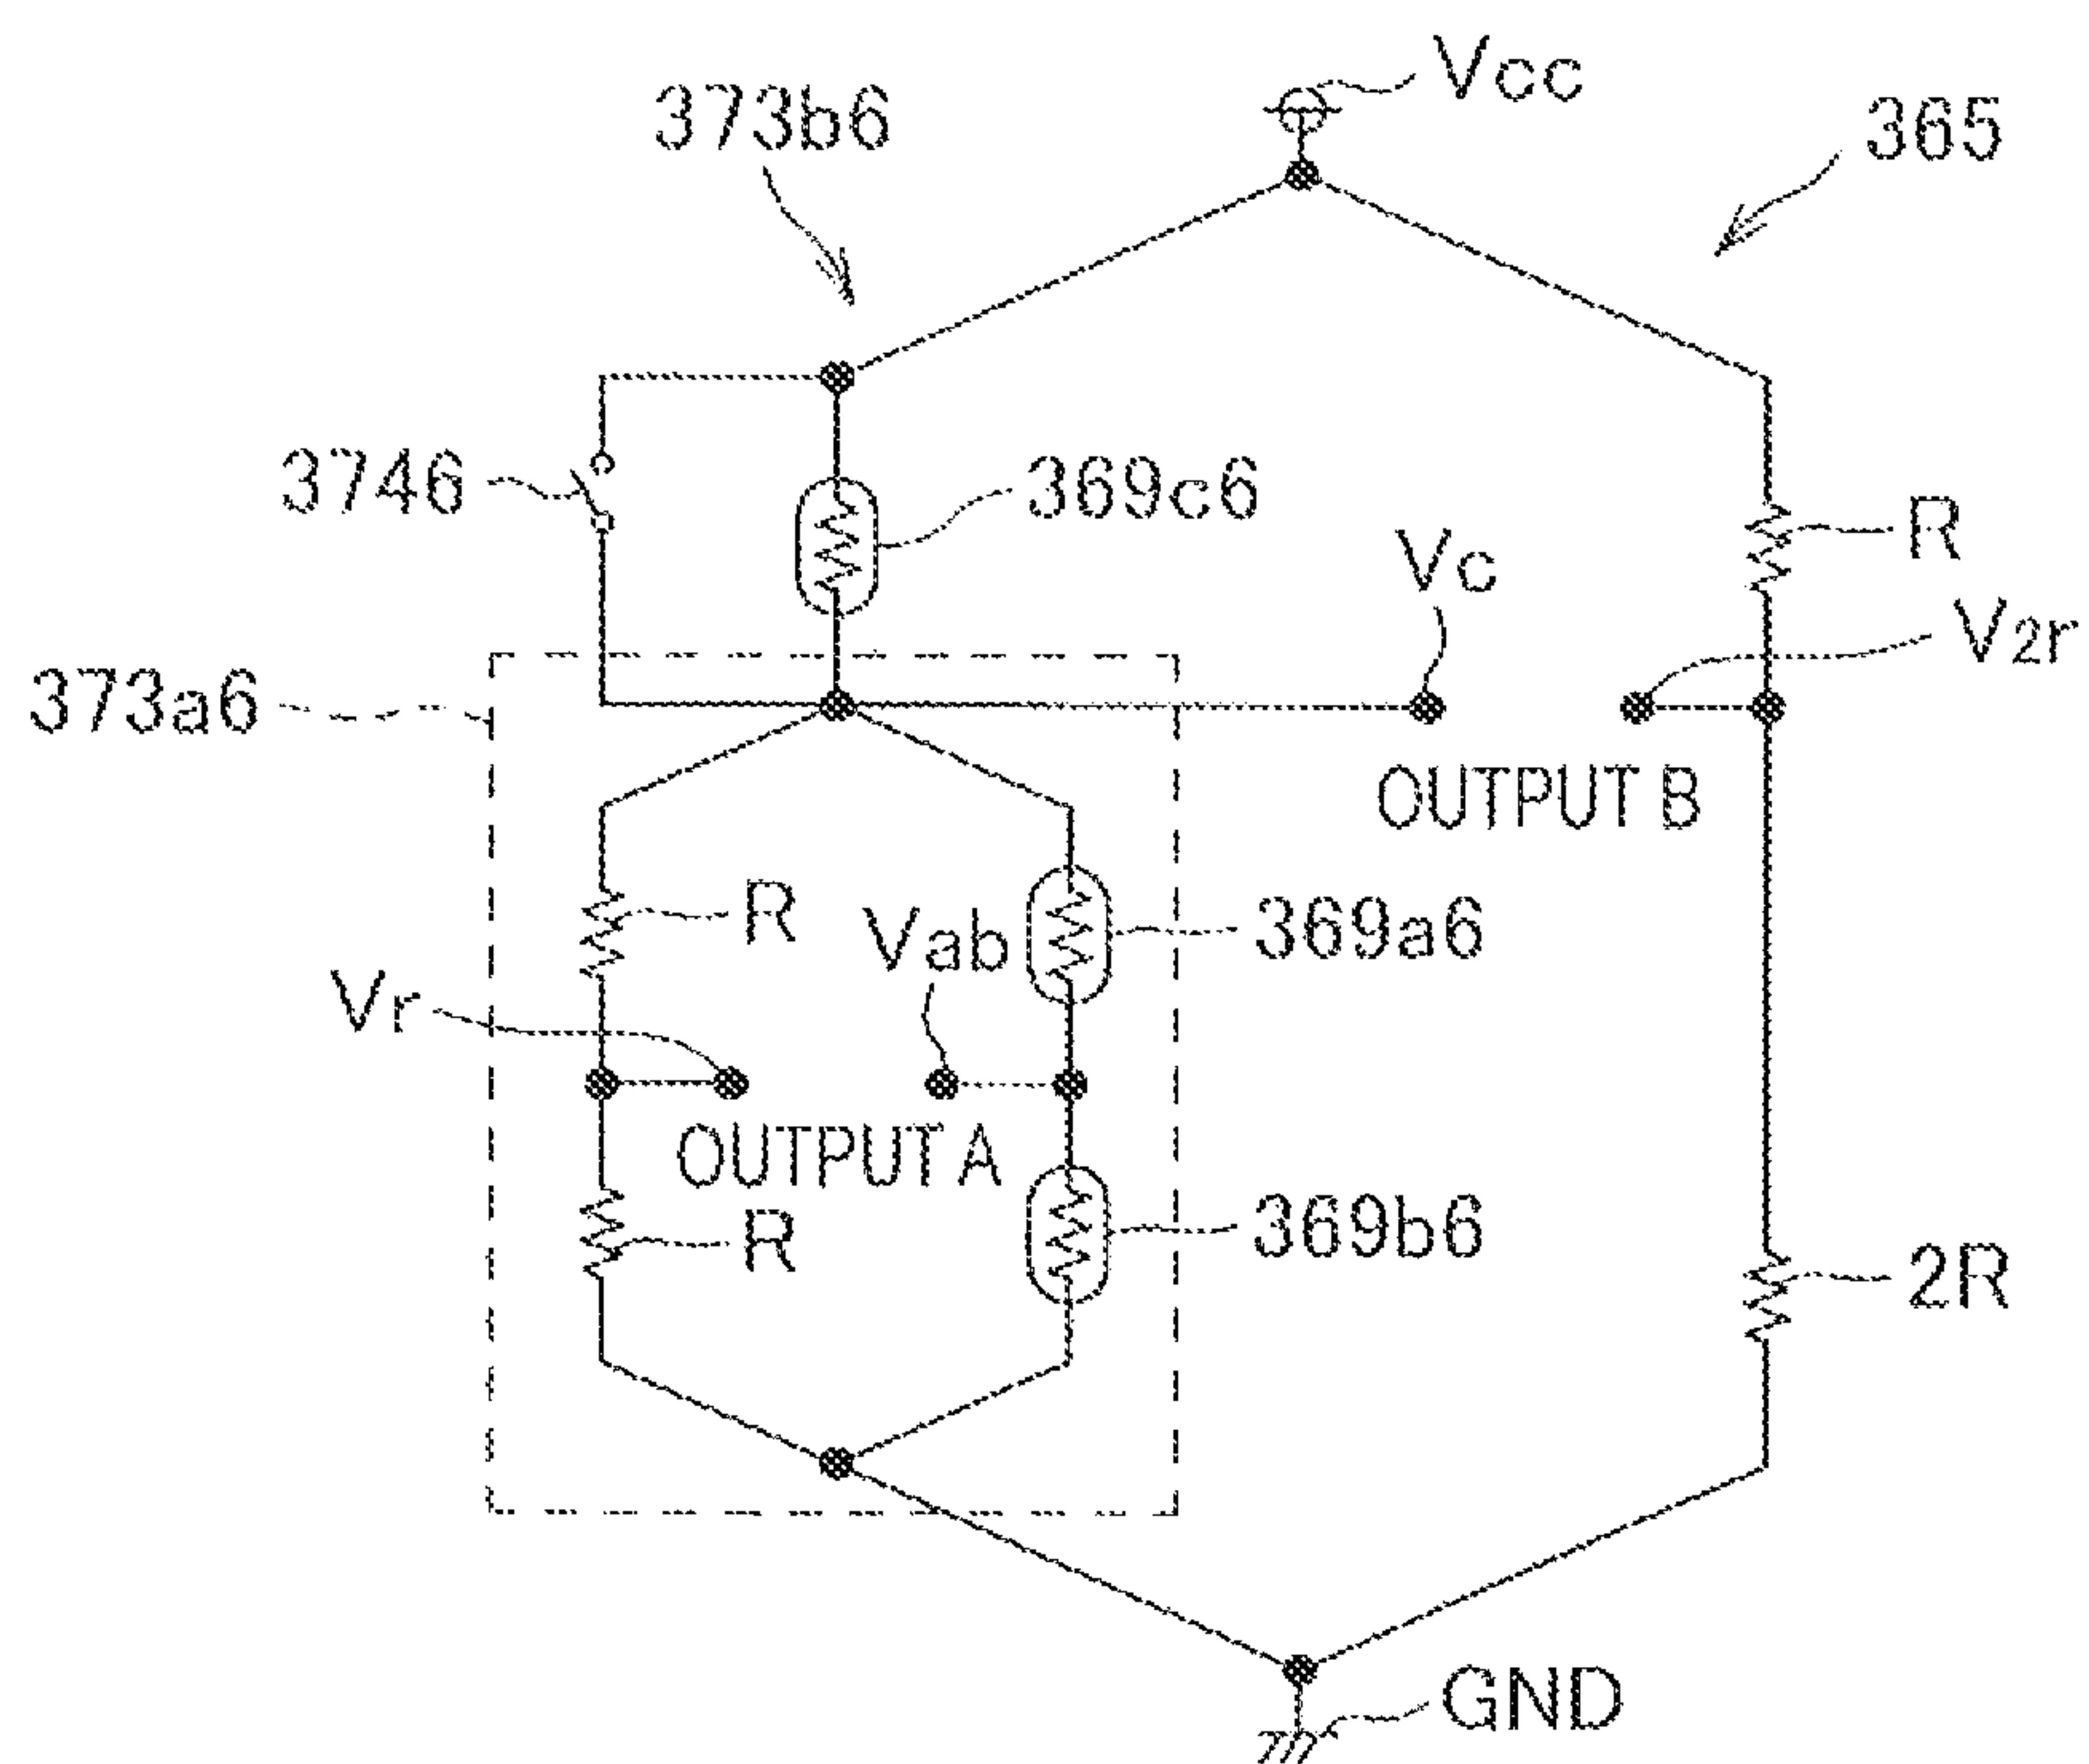 Vcc
373b6
365
3746
369c6
R
Vc
V2r
373a6
OUTPUT B
R
Vab
369a6
Vr
OUTPUT A
R
369b6
2R
GND